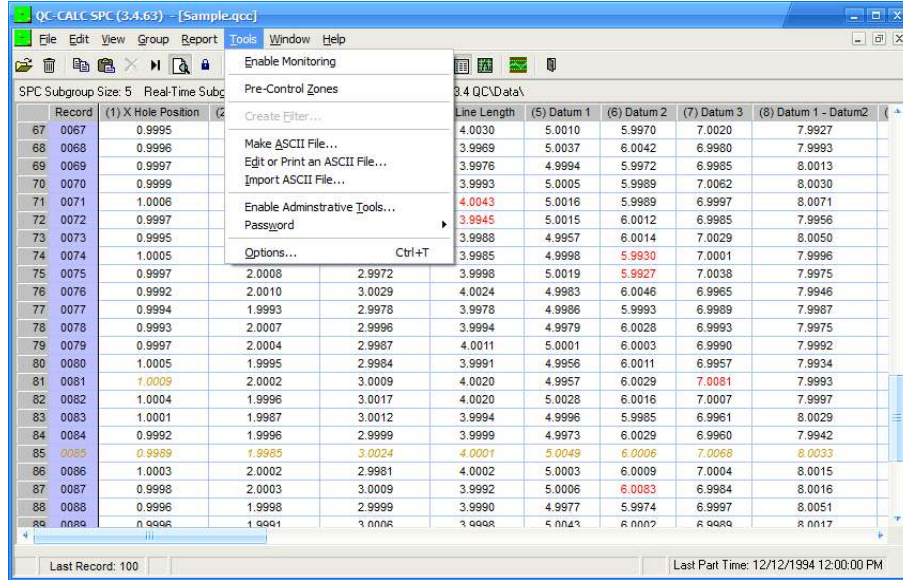 QC-CALC SPC (3.4.63) - [Sample.qcc]
File Edit View Group Report Tools Window Help
Enable Monitoring
Pre-Control Zones
Create Filter...
Make ASCII File...
Edit or Print an ASCII File...
Import ASCII File...
Enable Adminstrative Tools...
Password
Options... Ctrl+T
SPC Subgroup Size: 5 Real-Time Subg 3.4 QC\Data\
Record (1) X Hole Position (2 Line Length (5) Datum 1 (6) Datum 2 (7) Datum 3 (8) Datum 1 - Datum2 (
67 0067 0.9995 4.0030 5.0010 5.9970 7.0020 7.9927
68 0068 0.9996 3.9969 5.0037 6.0042 6.9980 7.9993
69 0069 0.9997 3.9976 4.9994 5.9972 6.9985 8.0013
70 0070 0.9999 3.9993 5.0005 5.9989 7.0062 8.0030
71 0071 1.0006 4.0043 5.0016 5.9989 6.9997 8.0071
72 0072 0.9997 3.9945 5.0015 6.0012 6.9985 7.9956
73 0073 0.9995 3.9988 4.9957 6.0014 7.0029 8.0050
74 0074 1.0005 3.9985 4.9998 5.9930 7.0001 7.9996
75 0075 0.9997 2.0008 2.9972 3.9998 5.0019 5.9927 7.0038 7.9975
76 0076 0.9992 2.0010 3.0029 4.0024 4.9983 6.0046 6.9965 7.9946
77 0077 0.9994 1.9993 2.9978 3.9978 4.9986 5.9993 6.9989 7.9987
78 0078 0.9993 2.0007 2.9996 3.9994 4.9979 6.0028 6.9993 7.9975
79 0079 0.9997 2.0004 2.9987 4.0011 5.0001 6.0003 6.9990 7.9992
80 0080 1.0005 1.9995 2.9984 3.9991 4.9956 6.0011 6.9957 7.9934
81 0081 1.0009 2.0002 3.0009 4.0020 4.9957 6.0029 7.0081 7.9993
82 0082 1.0004 1.9996 3.0017 4.0020 5.0028 6.0016 7.0007 7.9997
83 0083 1.0001 1.9987 3.0012 3.9994 4.9996 5.9985 6.9961 8.0029
84 0084 0.9992 1.9996 2.9999 3.9999 4.9973 6.0029 6.9960 7.9942
85 0085 0.9989 1.9985 3.0024 4.0001 5.0049 6.0006 7.0068 8.0033
86 0086 1.0003 2.0002 2.9981 4.0002 5.0003 6.0009 7.0004 8.0015
87 0087 0.9998 2.0003 3.0009 3.9992 5.0006 6.0083 6.9984 8.0016
88 0088 0.9996 1.9998 2.9999 3.9990 4.9977 5.9974 6.9997 8.0051
89 0089 0.9996 1.9991 3.0006 3.9998 5.0043 6.0002 6.9989 8.0017
Last Record: 100 Last Part Time: 12/12/1994 12:00:00 PM